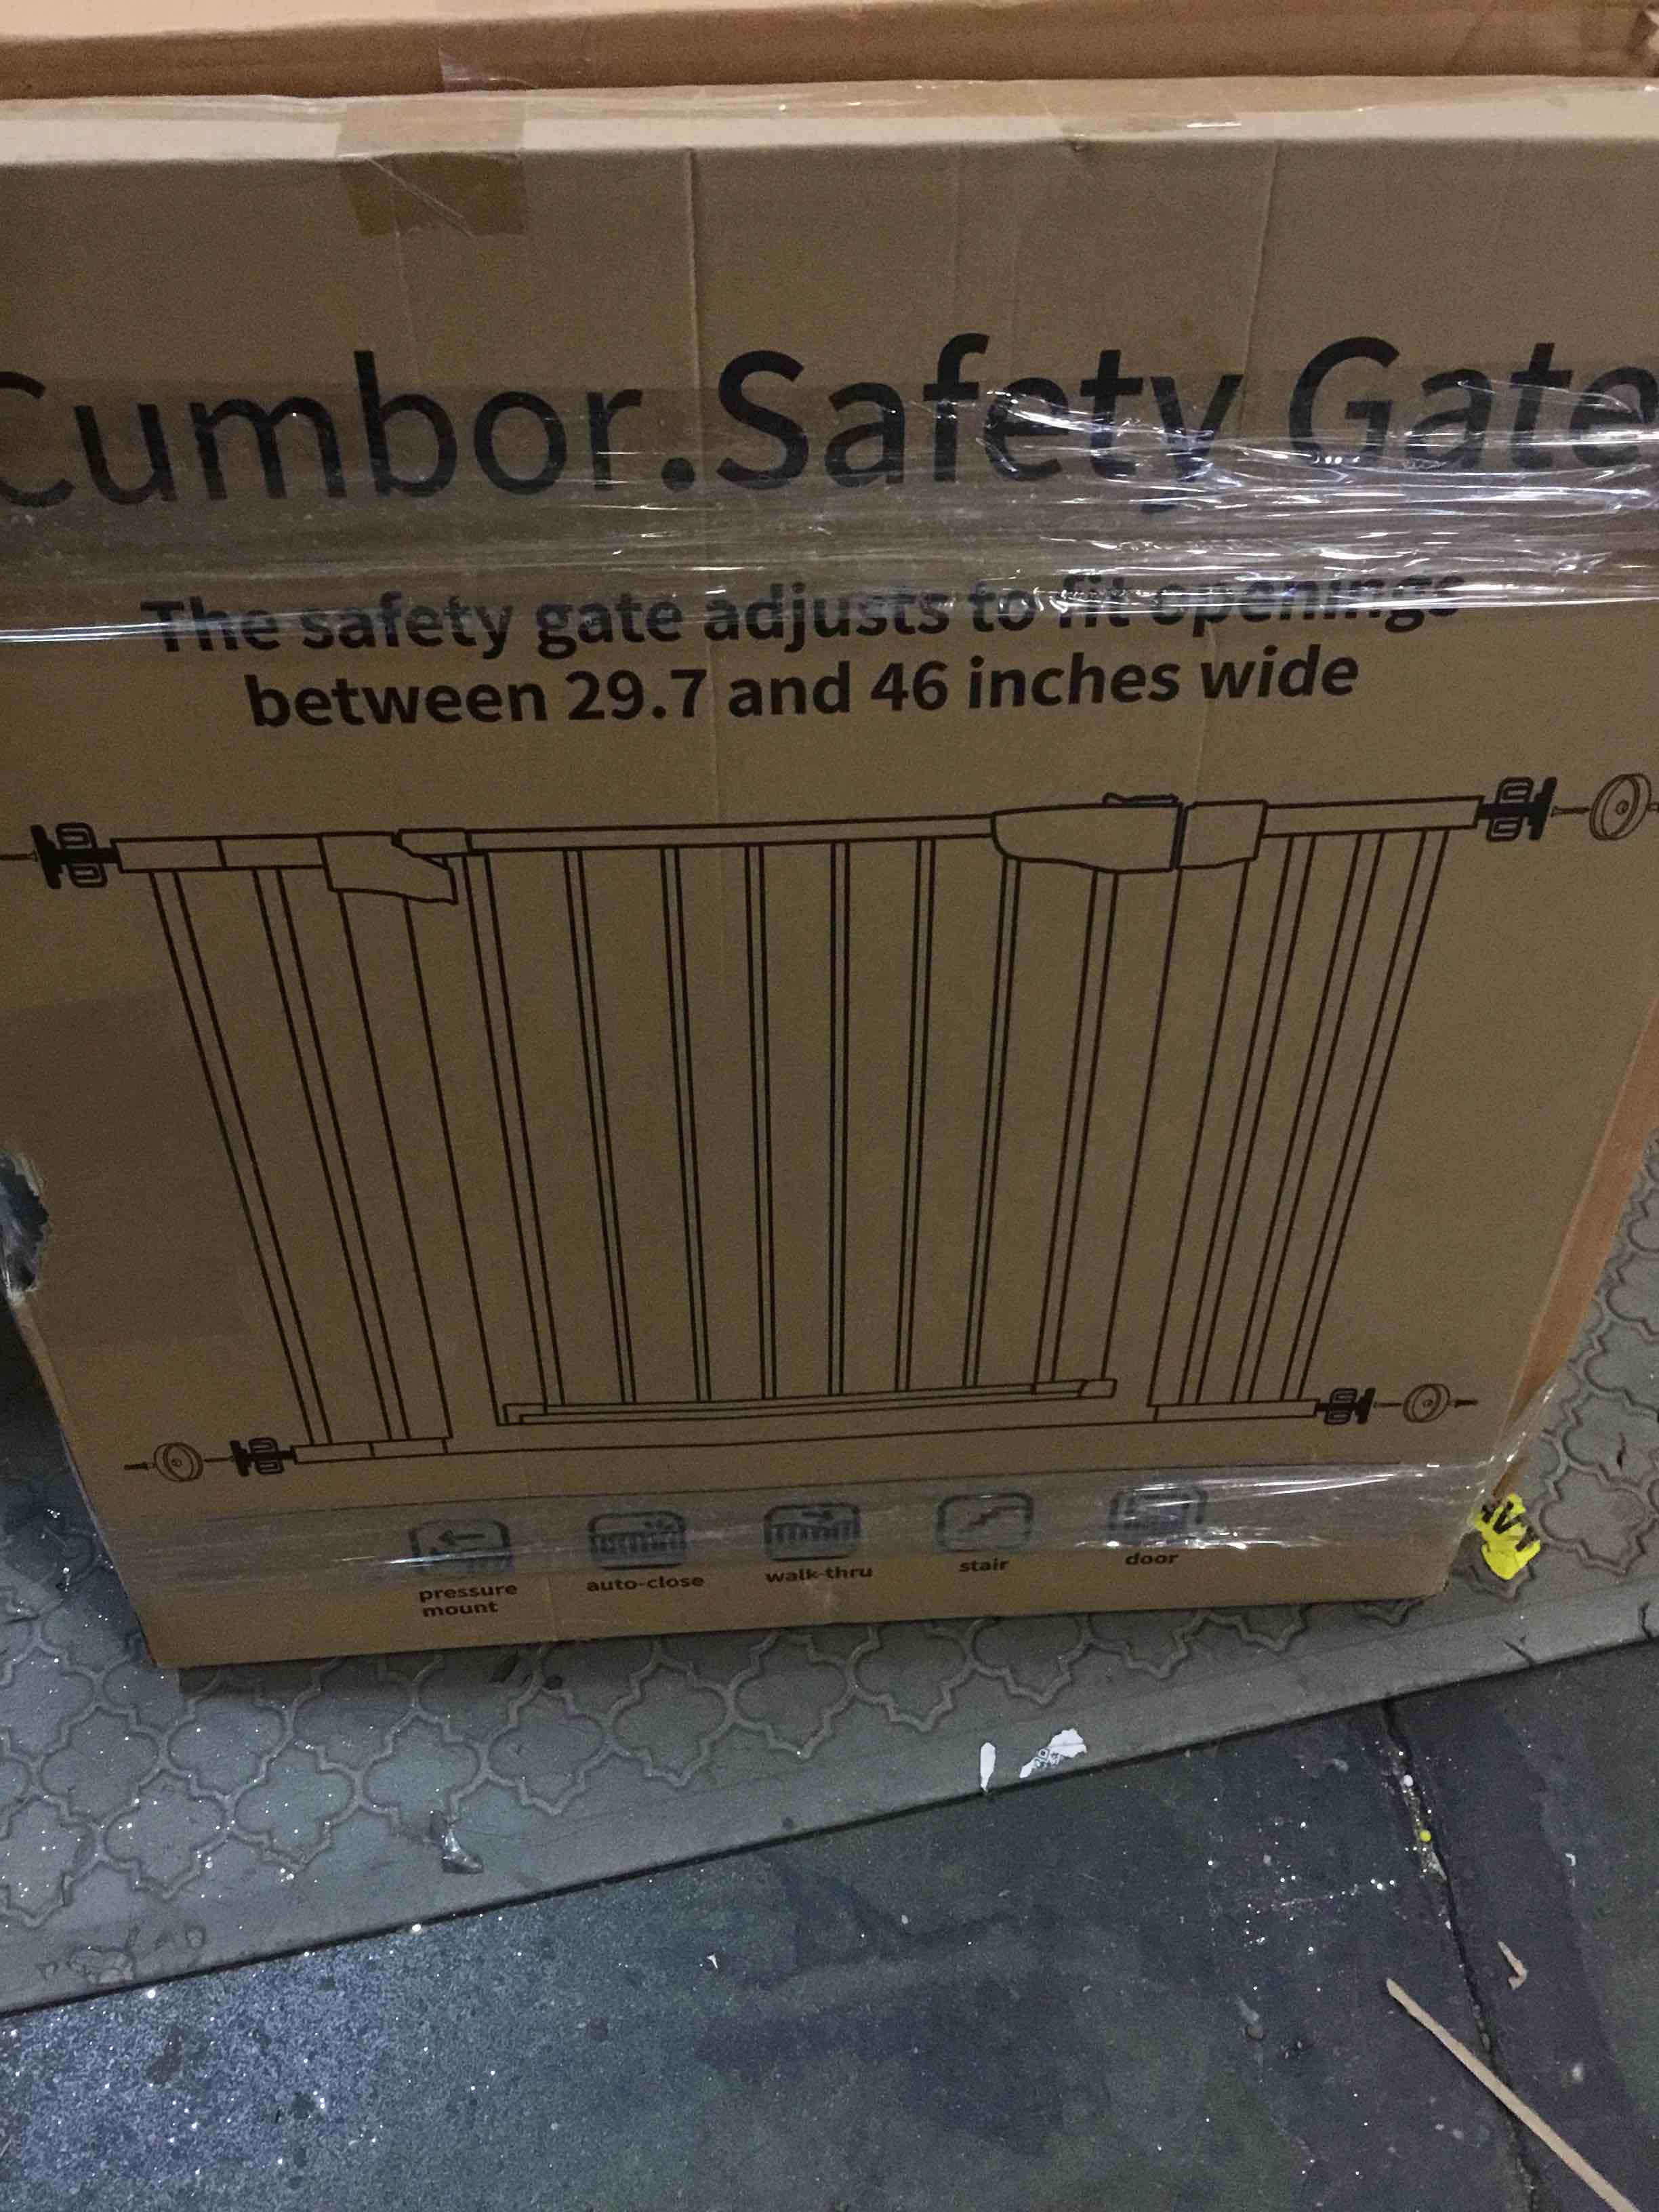 Cumbor.Safety Gate
The safety gate adjusts to fit openings
between 29.7 and 46 inches wide
pressure
mount
auto-close
walk-thru
stair
door